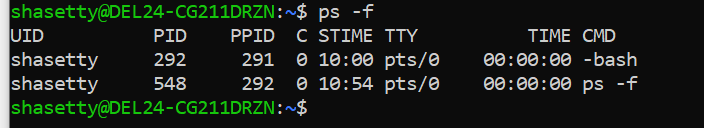 shasetty@DEL24-CG211DRZN:~$ ps -f
UID          PID    PPID  C STIME TTY          TIME CMD
shasetty     292     291  0 10:00 pts/0    00:00:00 -bash
shasetty     548     292  0 10:54 pts/0    00:00:00 ps -f
shasetty@DEL24-CG211DRZN:~$